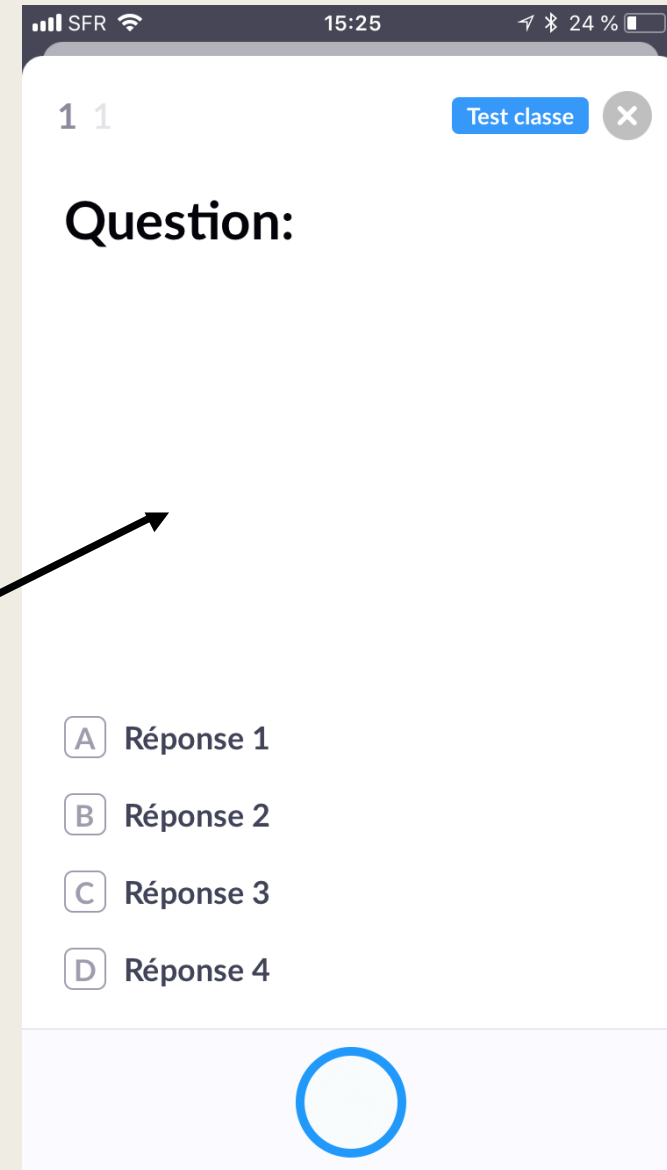 SFR 15:25 24 %
1 1 Test classe
Question:
A Réponse 1
B Réponse 2
C Réponse 3
D Réponse 4